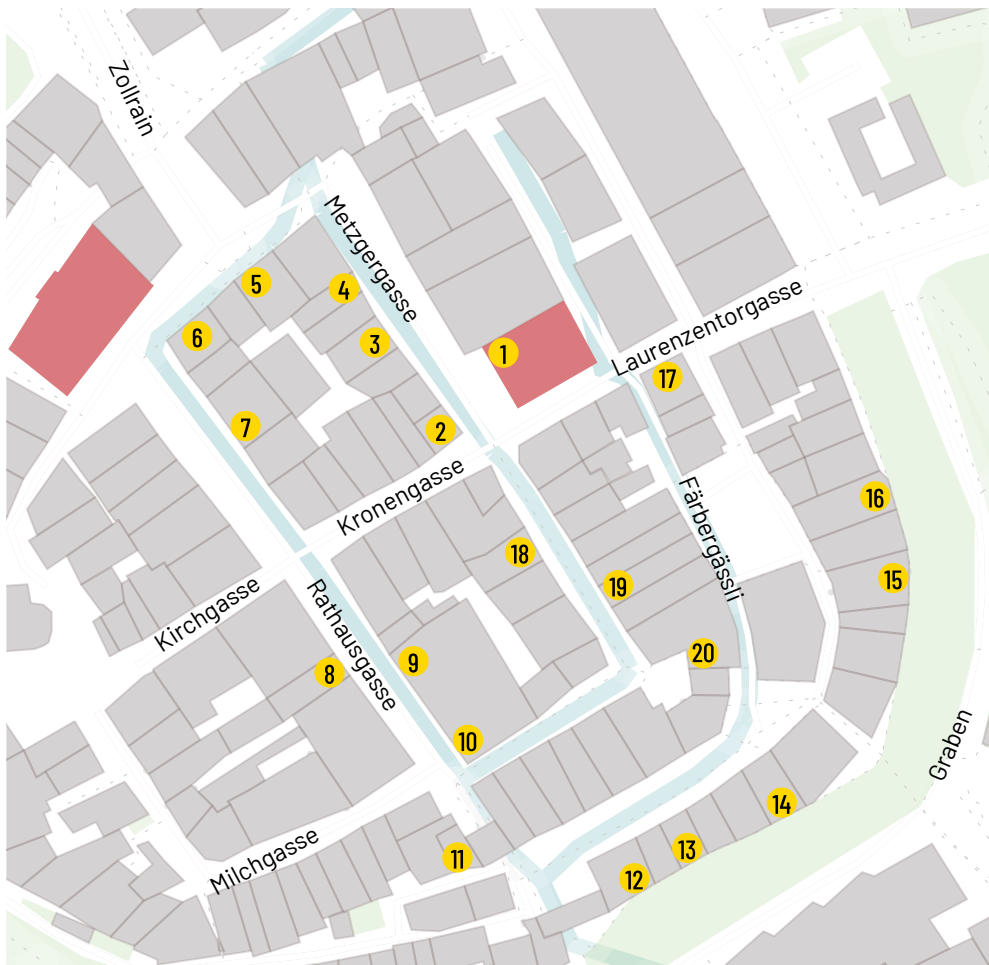 Zollrain
Metzgergasse
5
4
6
3
1
Laurenzentorgasse
17
7
2
Kronengasse
16
Färbergässli
18
15
19
Kirchgasse
Rathausgasse
20
9
8
10
Graben
14
Milchgasse
13
11
12